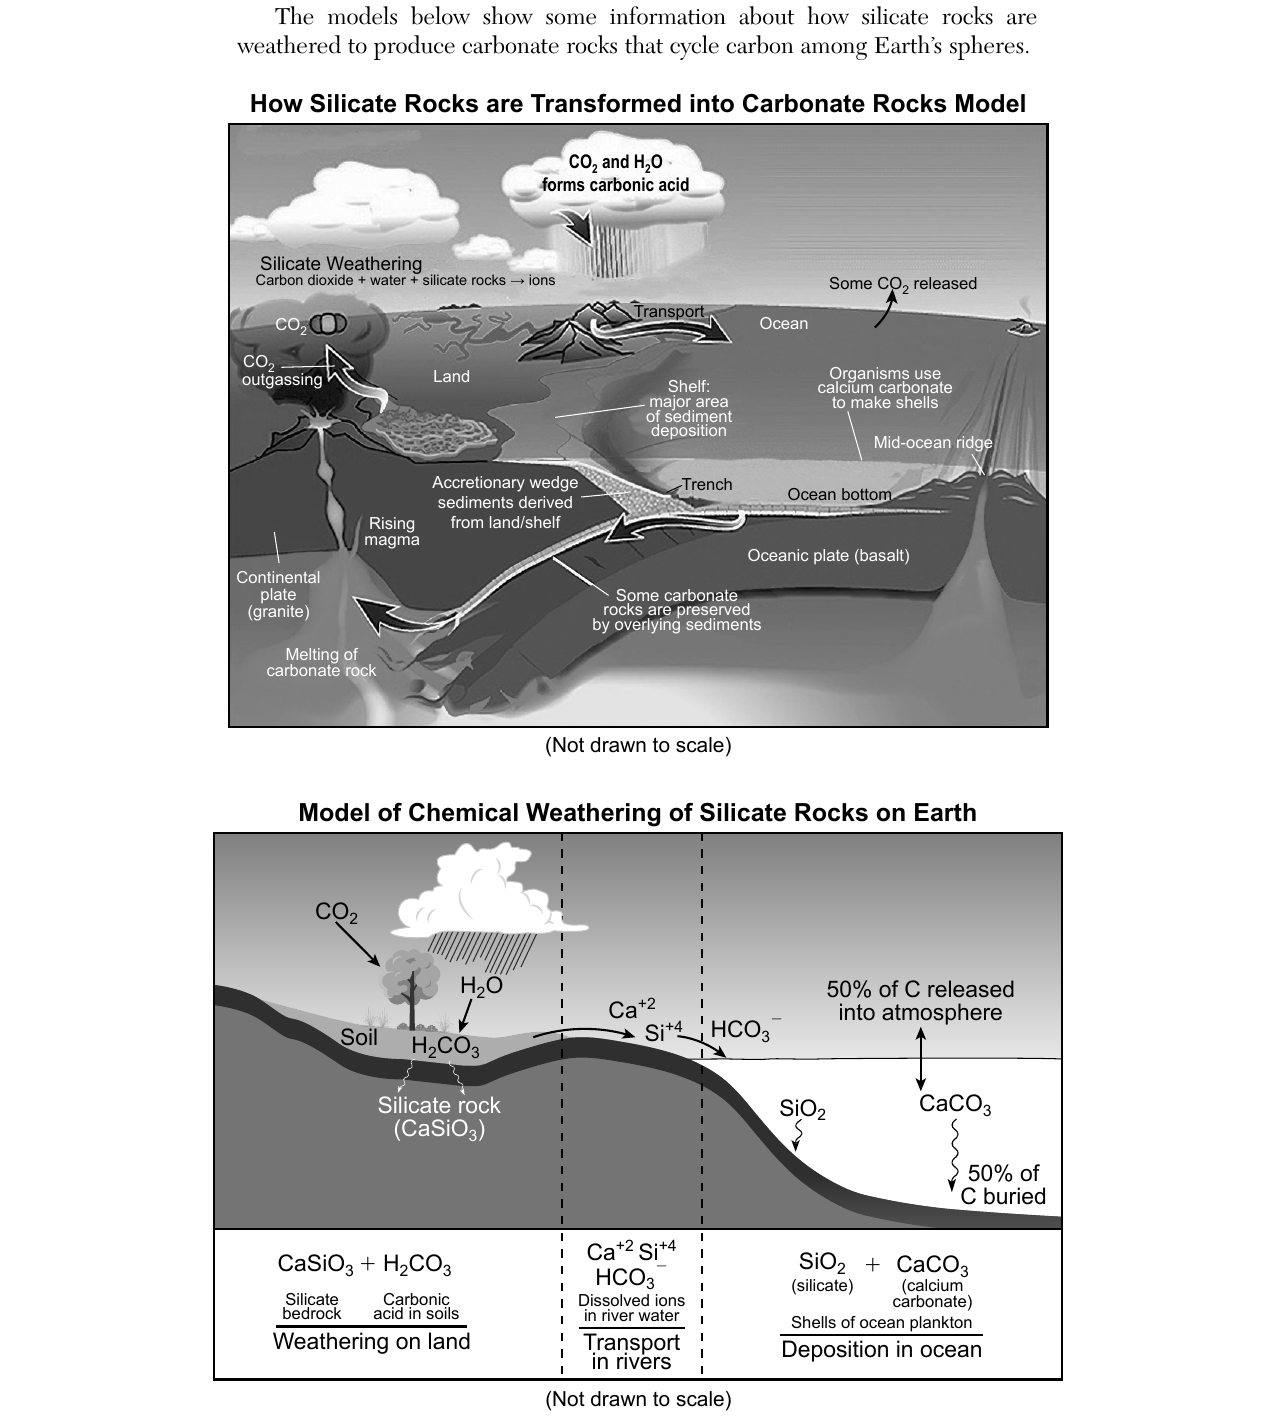 The models below show some information about how silicate rocks are
weathered to produce carbonate rocks that cycle carbon among Earth's spheres.
How Silicate Rocks are Transformed into Carbonate Rocks Model
CO₂ and H₂O
forms carbonic acid
Silicate Weathering
Carbon dioxide + water + silicate rocks → ions
Some CO₂ released
Transport
CO₂
Ocean
CO₂
outgassing
Land
Organisms use
calcium carbonate
to make shells
Shelf:
major area
of sediment
deposition
Mid-ocean ridge
Accretionary wedge
sediments derived
from land/shelf
Trench
Ocean bottom
Rising
magma
Oceanic plate (basalt)
Continental
plate
(granite)
Some carbonate
rocks are preserved
by overlying sediments
Melting of
carbonate rock
(Not drawn to scale)
Model of Chemical Weathering of Silicate Rocks on Earth
CO₂
H₂O
50% of C released
into atmosphere
Ca⁺²
Si⁺⁴
HCO₃⁻
Soil
H₂CO₃
Silicate rock
(CaSiO₃)
SiO₂
CaCO₃
50% of
C buried
CaSiO₃ + H₂CO₃
Silicate
bedrock
Carbonic
acid in soils
Weathering on land
Ca⁺² Si⁺⁴
HCO₃⁻
Dissolved ions
in river water
Transport
in rivers
SiO₂ + CaCO₃
(silicate)
(calcium
carbonate)
Shells of ocean plankton
Deposition in ocean
(Not drawn to scale)